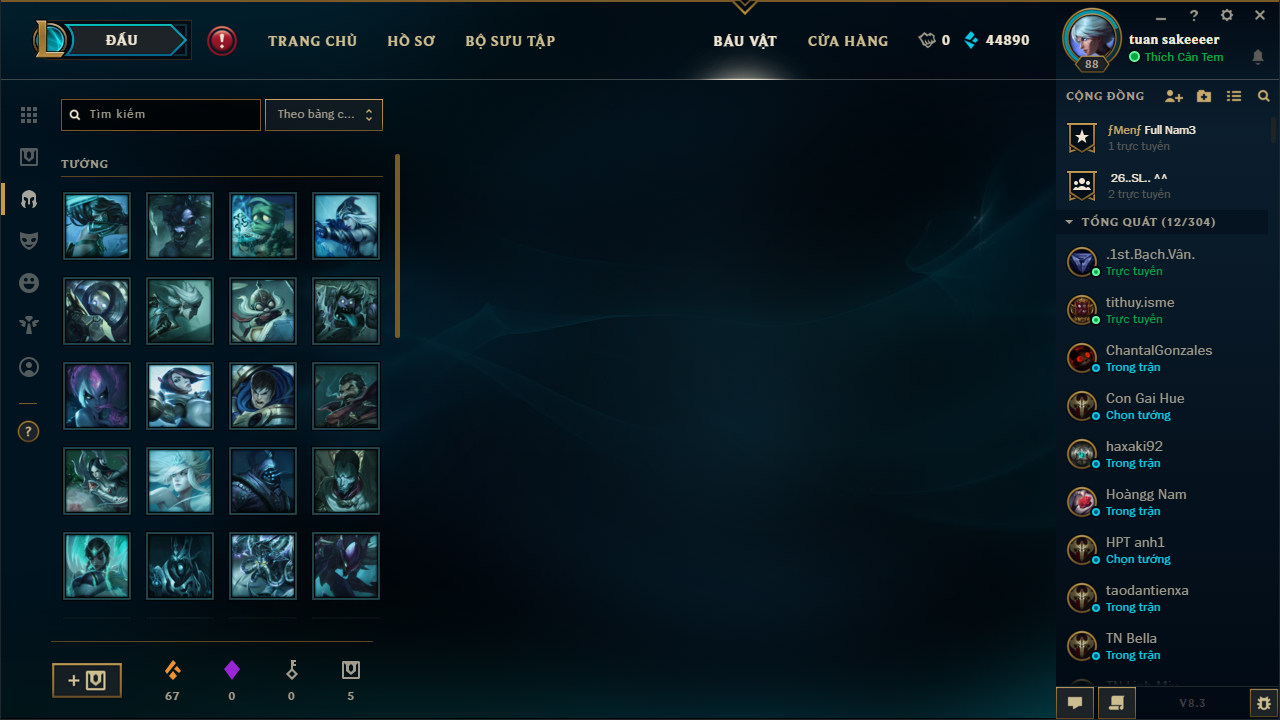 ĐẤU
TRANG CHỦ
HỒ SƠ
BỘ SƯU TẬP
BÁU VẬT
CỬA HÀNG
0
44890
?
88
tuan sakeeeer
Thích Cân Tem
Tìm kiếm
Theo bảng c...
TƯỚNG
?
67
0
0
5
CỘNG ĐỒNG
ƒMenƒ Full Nam3
1 trực tuyến
26..SL.. ^^
2 trực tuyến
TỔNG QUÁT (12/304)
.1st.Bạch.Vân.
Trực tuyến
tithuy.isme
Trực tuyến
ChantalGonzales
Trong trận
Con Gai Hue
Chọn tướng
haxaki92
Trong trận
Hoàngg Nam
Trong trận
HPT anh1
Chọn tướng
taodantienxa
Trong trận
TN Bella
Trong trận
V8.3